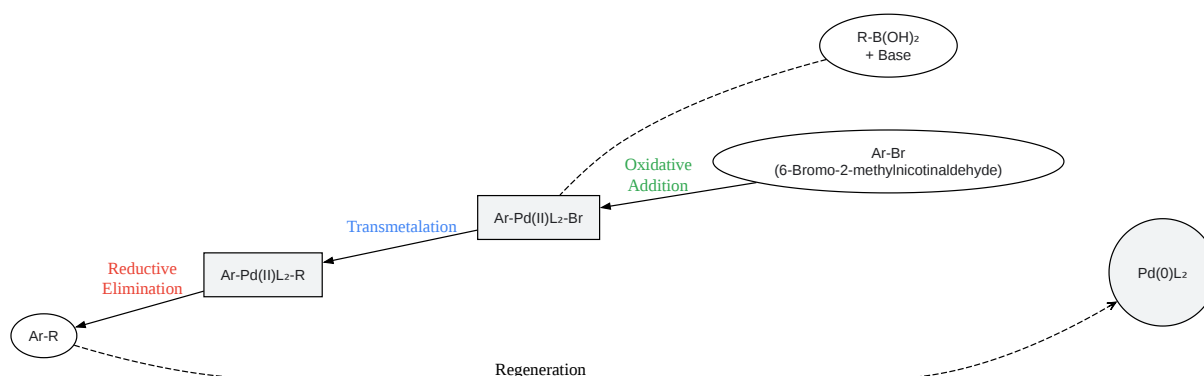 R-B(OH)₂
+ Base
Ar-Br
(6-Bromo-2-methylnicotinaldehyde)
Oxidative
Addition
Ar-Pd(II)L₂-Br
Transmetalation
Ar-Pd(II)L₂-R
Reductive
Elimination
Pd(0)L₂
Ar-R
Regeneration